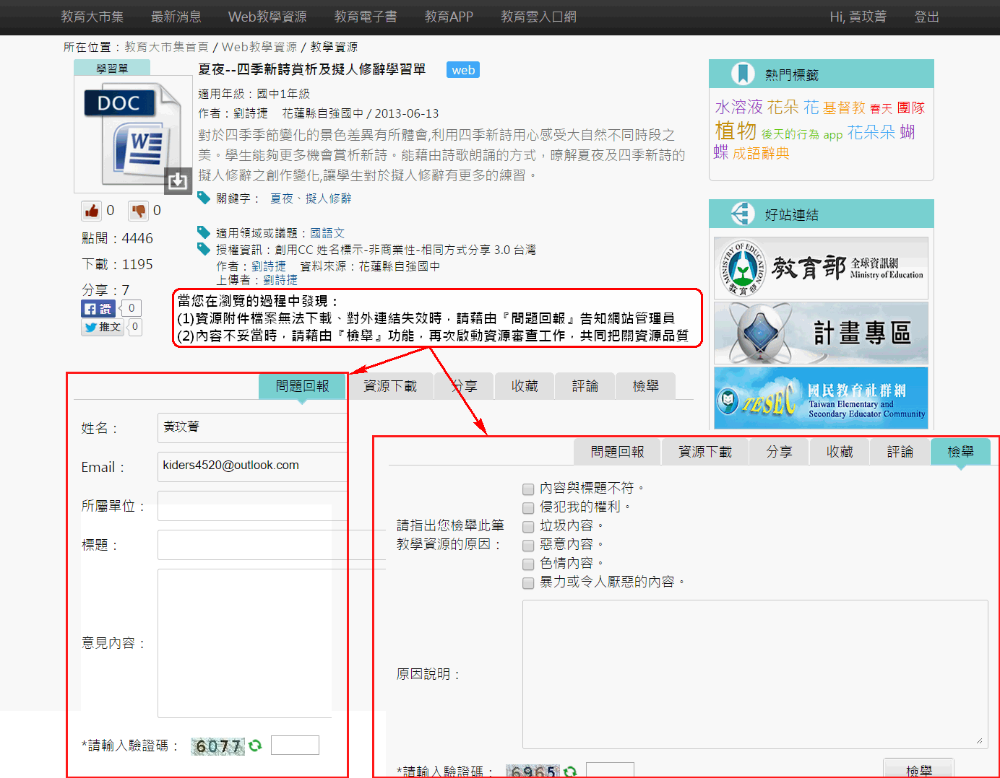 教育大市集 最新消息 Web教學資源 教育電子書 教育APP 教育雲入口網 Hi, 黃玟菁 登出
所在位置：教育大市集首頁 / Web教學資源 / 教學資源
學習單
DOC
W
夏夜--四季新詩賞析及擬人修辭學習單 web
適用年級：國中1年級
作者：劉詩捷 花蓮縣自強國中 / 2013-06-13
對於四季季節變化的景色差異有所體會,利用四季新詩用心感受大自然不同時段之
美。學生能夠更多機會賞析新詩。能藉由詩歌朗誦的方式，暸解夏夜及四季新詩的
擬人修辭之創作變化,讓學生對於擬人修辭有更多的練習。
關鍵字： 夏夜、擬人修辭
0 0
點閱：4446
下載：1195
分享：7
讚 0
推文 0
適用領域或議題：國語文
授權資訊：創用CC 姓名標示-非商業性-相同方式分享 3.0 台灣
作者：劉詩捷 資料來源：花蓮縣自強國中
上傳者：劉詩捷
當您在瀏覽的過程中發現：
(1)資源附件檔案無法下載、對外連結失效時，請藉由『問題回報』告知網站管理員
(2)內容不妥當時，請藉由『檢舉』功能，再次啟動資源審查工作，共同把關資源品質
熱門標籤
水溶液 花朵 花 基督教 春天 團隊
植物 後天的行為 app 花朵朵 蝴
蝶 成語辭典
好站連結
MINISTRY OF EDUCATION
教育部
教育部 全球資訊網
Ministry of Education
計畫專區
TESEC 國民教育社群網
Taiwan Elementary and
Secondary Educator Community
問題回報 資源下載 分享 收藏 評論 檢舉
姓名： 黃玟菁
Email： kiders4520@outlook.com
所屬單位：
標題：
意見內容：
*請輸入驗證碼： 6077
問題回報 資源下載 分享 收藏 評論 檢舉
請指出您檢舉此筆
教學資源的原因：
內容與標題不符。
侵犯我的權利。
垃圾內容。
惡意內容。
色情內容。
暴力或令人厭惡的內容。
原因說明：
*請輸入驗證碼： 6965 檢舉